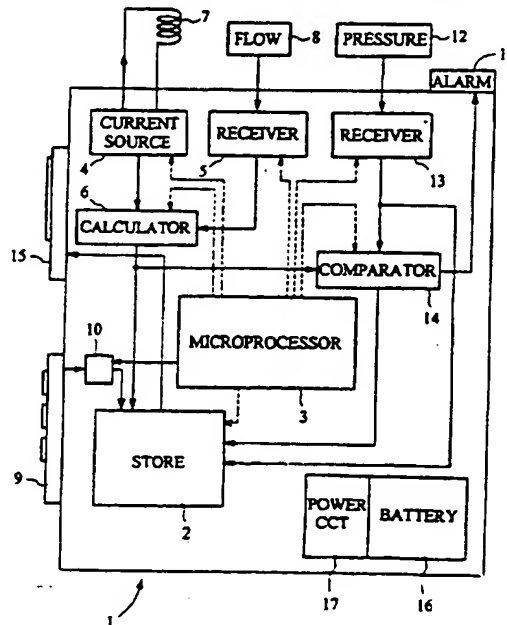 7
FLOW
8
PRESSURE
12
1
ALARM
CURRENT SOURCE
4
RECEIVER
5
RECEIVER
13
6
CALCULATOR
15
COMPARATOR
14
10
MICROPROCESSOR
3
9
STORE
2
POWER CCT
BATTERY
17
16
1